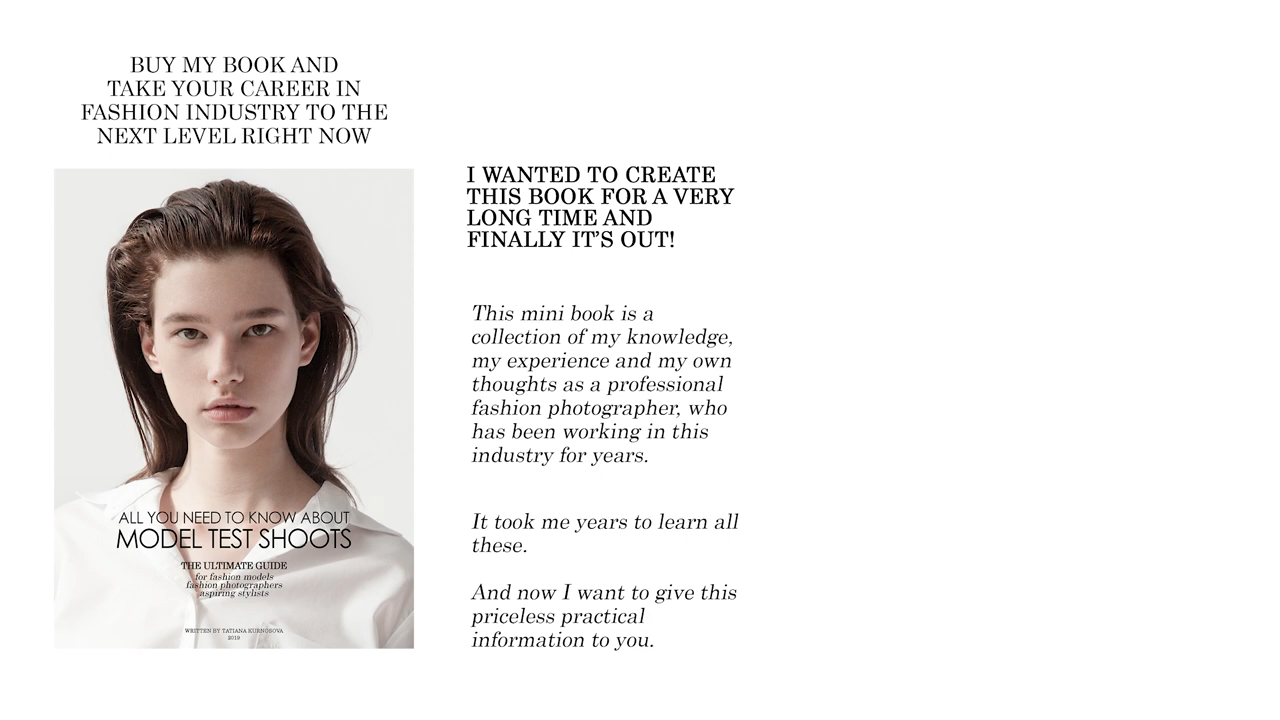 BUY MY BOOK AND
TAKE YOUR CAREER IN
FASHION INDUSTRY TO THE
NEXT LEVEL RIGHT NOW
ALL YOU NEED TO KNOW ABOUT
MODEL TEST SHOOTS
THE ULTIMATE GUIDE
for fashion models
fashion photographers
aspiring stylists
WRITTEN BY TATIANA KURNOSOVA
2019
I WANTED TO CREATE
THIS BOOK FOR A VERY
LONG TIME AND
FINALLY IT'S OUT!
This mini book is a
collection of my knowledge,
my experience and my own
thoughts as a professional
fashion photographer, who
has been working in this
industry for years.
It took me years to learn all
these.
And now I want to give this
priceless practical
information to you.